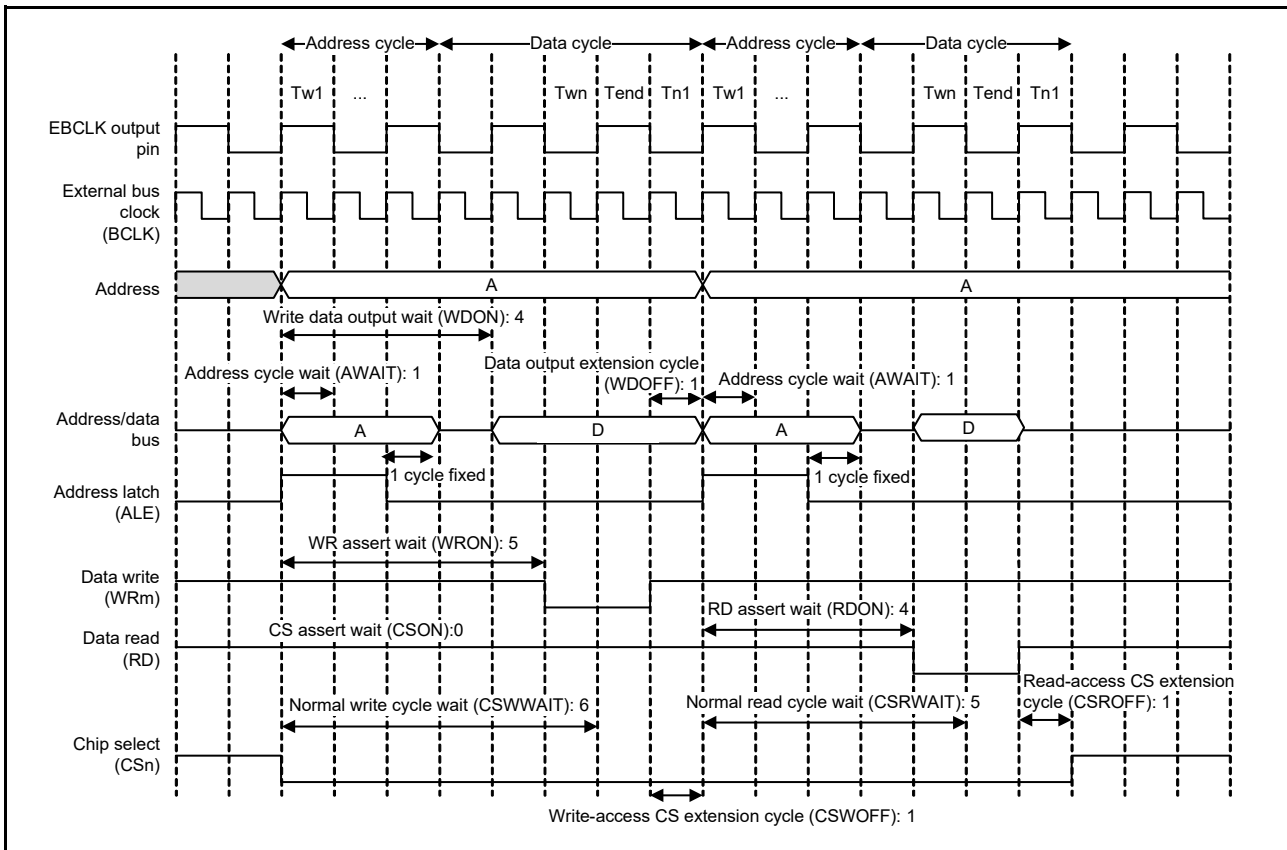 Address cycle
Data cycle
Address cycle
Data cycle
Tw1
...
Twn
Tend
Tn1
Tw1
...
Twn
Tend
Tn1
EBCLK output
pin
External bus
clock
(BCLK)
Address
A
A
Write data output wait (WDON): 4
Data output extension cycle
(WDOFF): 1
Address cycle wait (AWAIT): 1
Address cycle wait (AWAIT): 1
Address/data
bus
A
D
A
D
1 cycle fixed
1 cycle fixed
Address latch
(ALE)
WR assert wait (WRON): 5
Data write
(WRm)
RD assert wait (RDON): 4
CS assert wait (CSON):0
Data read
(RD)
Read-access CS extension
cycle (CSROFF): 1
Normal write cycle wait (CSWWAIT): 6
Normal read cycle wait (CSRWAIT): 5
Chip select
(CSn)
Write-access CS extension cycle (CSWOFF): 1